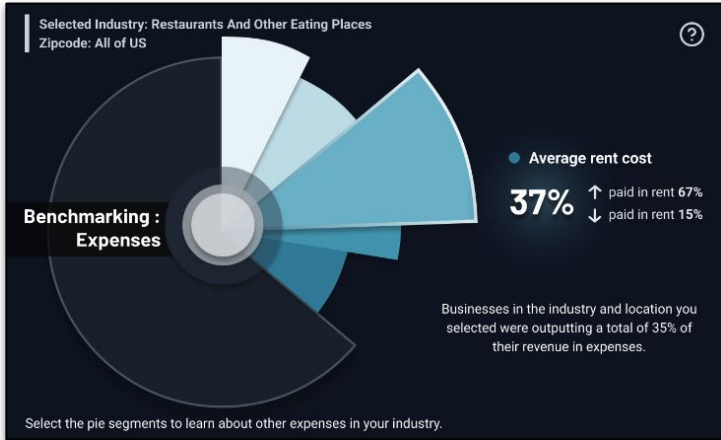 Selected Industry: Restaurants And Other Eating Places
Zipcode: All of US
?
Average rent cost
37%
↑ paid in rent 67%
↓ paid in rent 15%
Benchmarking :
Expenses
Businesses in the industry and location you
selected were outputting a total of 35% of
their revenue in expenses.
Select the pie segments to learn about other expenses in your industry.